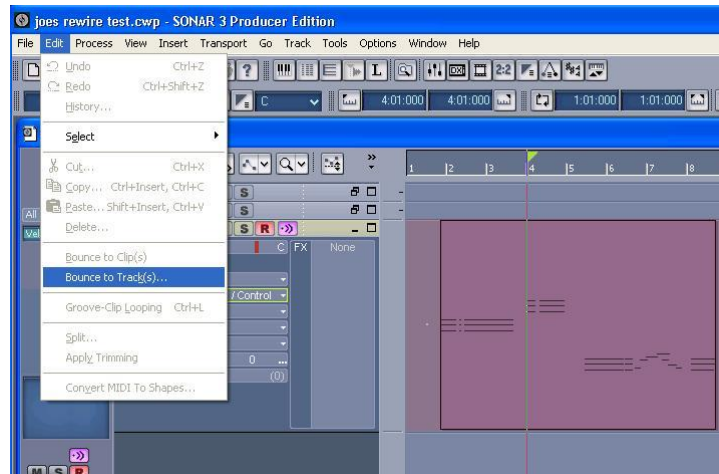 joes rewire test.cwp - SONAR 3 Producer Edition
File Edit Process View Insert Transport Go Track Tools Options Window Help
Undo Ctrl+Z
Redo Ctrl+Shift+Z
History...
Select
Cut... Ctrl+X
Copy... Ctrl+Insert, Ctrl+C
Paste... Shift+Insert, Ctrl+V
Delete...
Bounce to Clip(s)
Bounce to Track(s)...
Groove-Clip Looping Ctrl+L
Split...
Apply Trimming
Convert MIDI To Shapes...
? L 2:2
C 4:01:000 4:01:000 1:01:000 1:01:000
1 2 3 4 5 6 7 8
All S
S
Vel S R
C FX None
/ Control
0
(0)
M S R